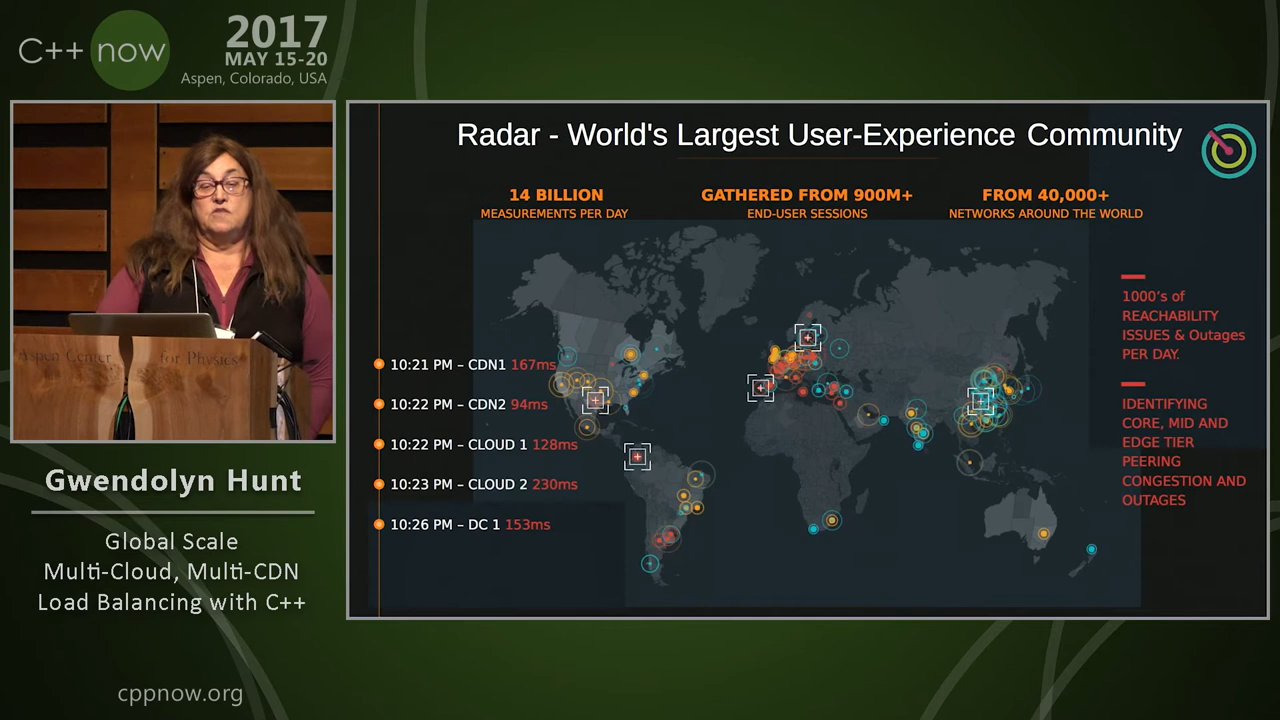 C++ now
2017
MAY 15-20
Aspen, Colorado, USA
Aspen Center for Physics
Gwendolyn Hunt
Global Scale
Multi-Cloud, Multi-CDN
Load Balancing with C++
cppnow.org
Radar - World's Largest User-Experience Community
14 BILLION
MEASUREMENTS PER DAY
GATHERED FROM 900M+
END-USER SESSIONS
FROM 40,000+
NETWORKS AROUND THE WORLD
10:21 PM – CDN1 167ms
10:22 PM – CDN2 94ms
10:22 PM – CLOUD 1 128ms
10:23 PM – CLOUD 2 230ms
10:26 PM – DC 1 153ms
1000's of
REACHABILITY
ISSUES & Outages
PER DAY.
IDENTIFYING
CORE, MID AND
EDGE TIER
PEERING
CONGESTION AND
OUTAGES